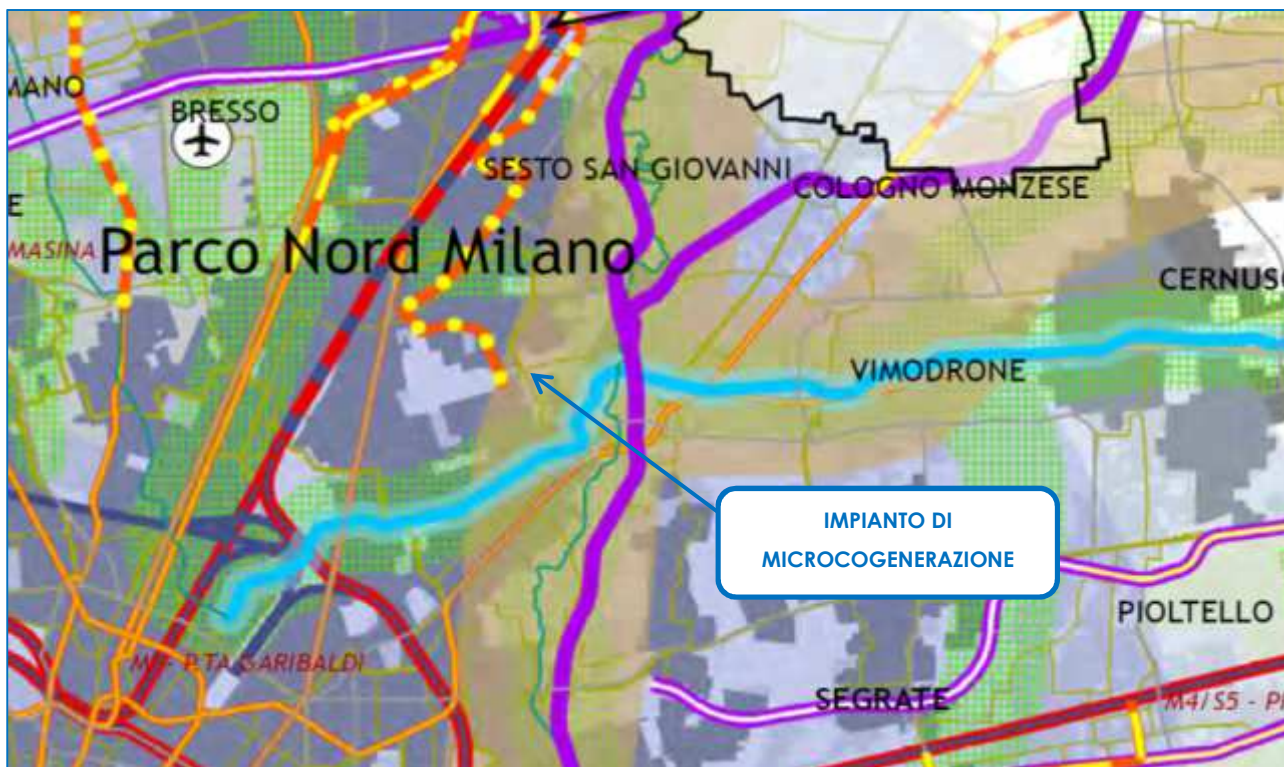 MANO
BRESSO
SESTO SAN GIOVANNI
COLOGNO MONZESE
E
MASINA
Parco Nord Milano
CERNUSC
VIMODRONE
IMPIANTO DI
MICROCOGENERAZIONE
PIOLTELLO
P.TA GARIBALDI
SEGRATE
M4/S5 - PI